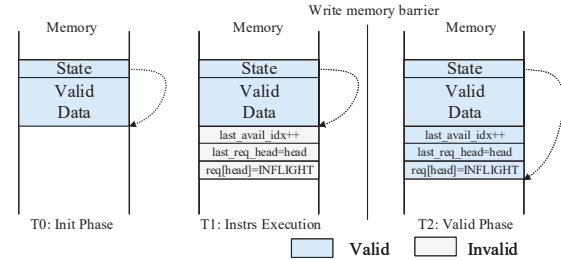 Write memory barrier
Memory
State
Valid
Data
T0: Init Phase
Memory
State
Valid
Data
last_avail_idx++
last_req_head=head
req[head]=INFLIGHT
T1: Instrs Execution
Memory
State
Valid
Data
last_avail_idx++
last_req_head=head
req[head]=INFLIGHT
T2: Valid Phase
Valid
Invalid